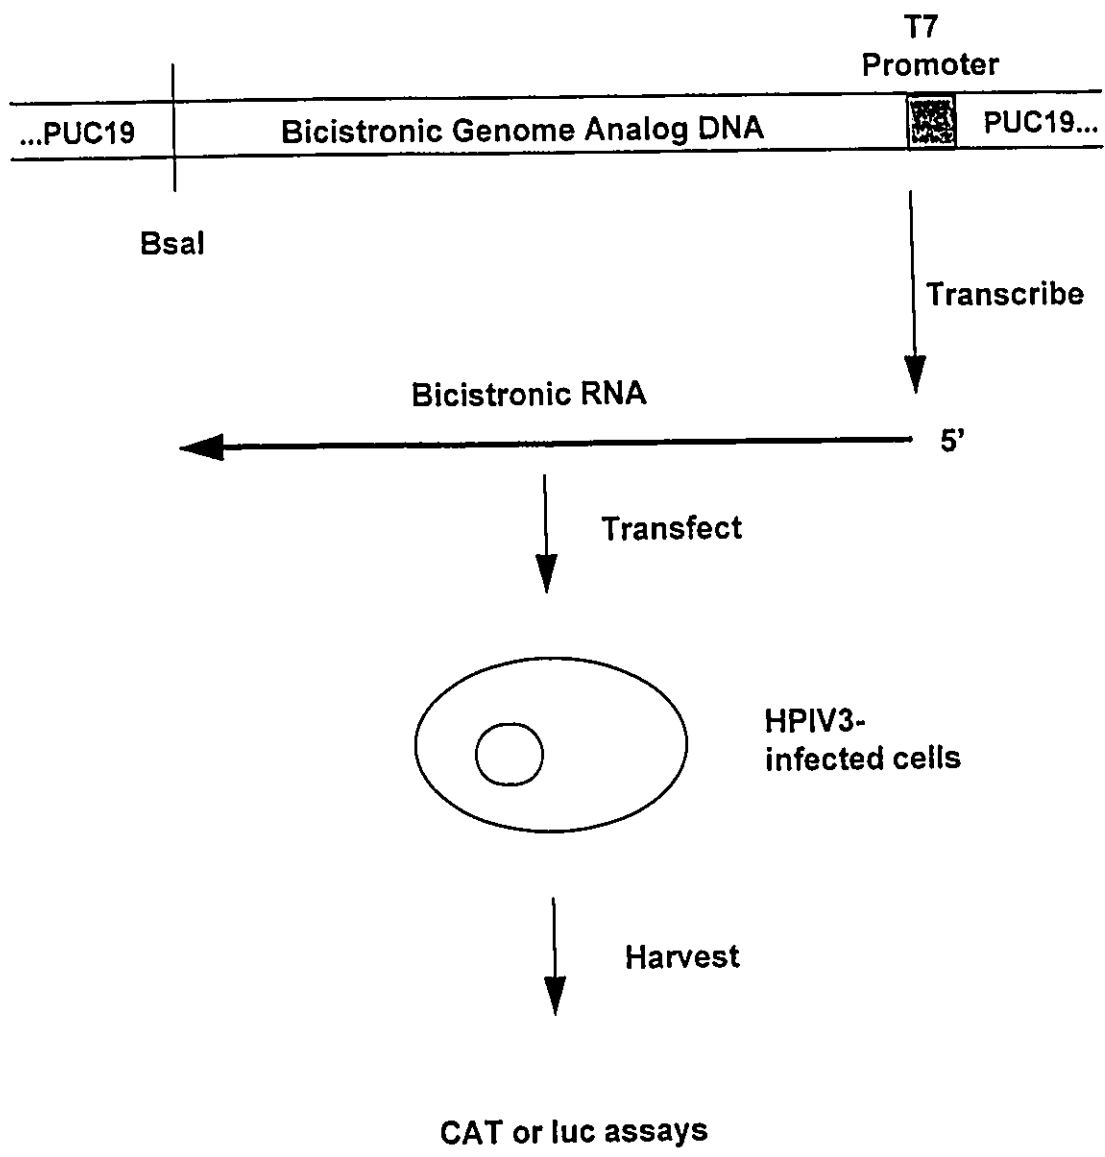 T7
Promoter
...PUC19
Bicistronic Genome Analog DNA
PUC19...
BsaI
Transcribe
Bicistronic RNA
5'
Transfect
HPIV3-
infected cells
Harvest
CAT or luc assays